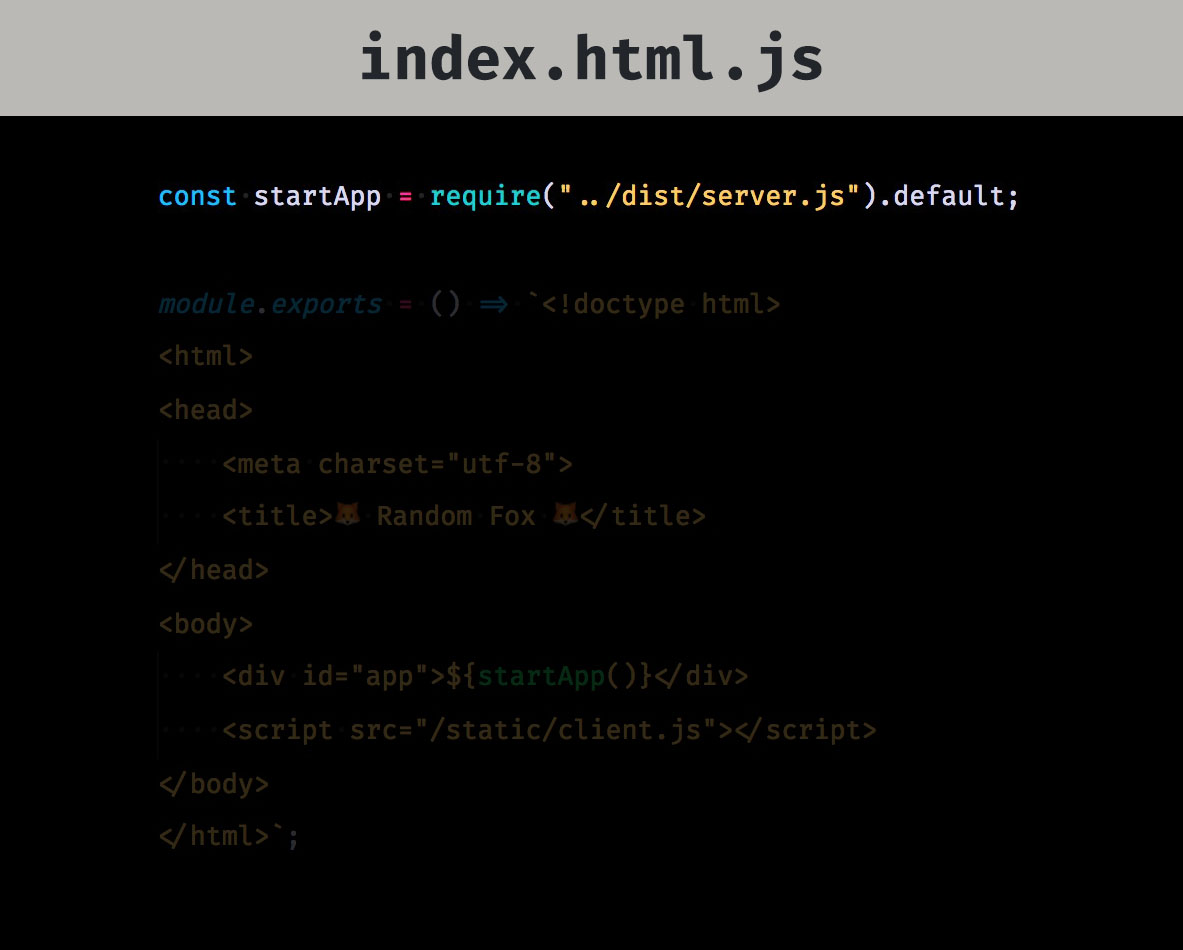 index.html.js
const startApp = require("../dist/server.js").default;
module.exports = () => `<!doctype html>
<html>
<head>
    <meta charset="utf-8">
    <title>🦊 Random Fox 🦊</title>
</head>
<body>
    <div id="app">${startApp()}</div>
    <script src="/static/client.js"></script>
</body>
</html>`;